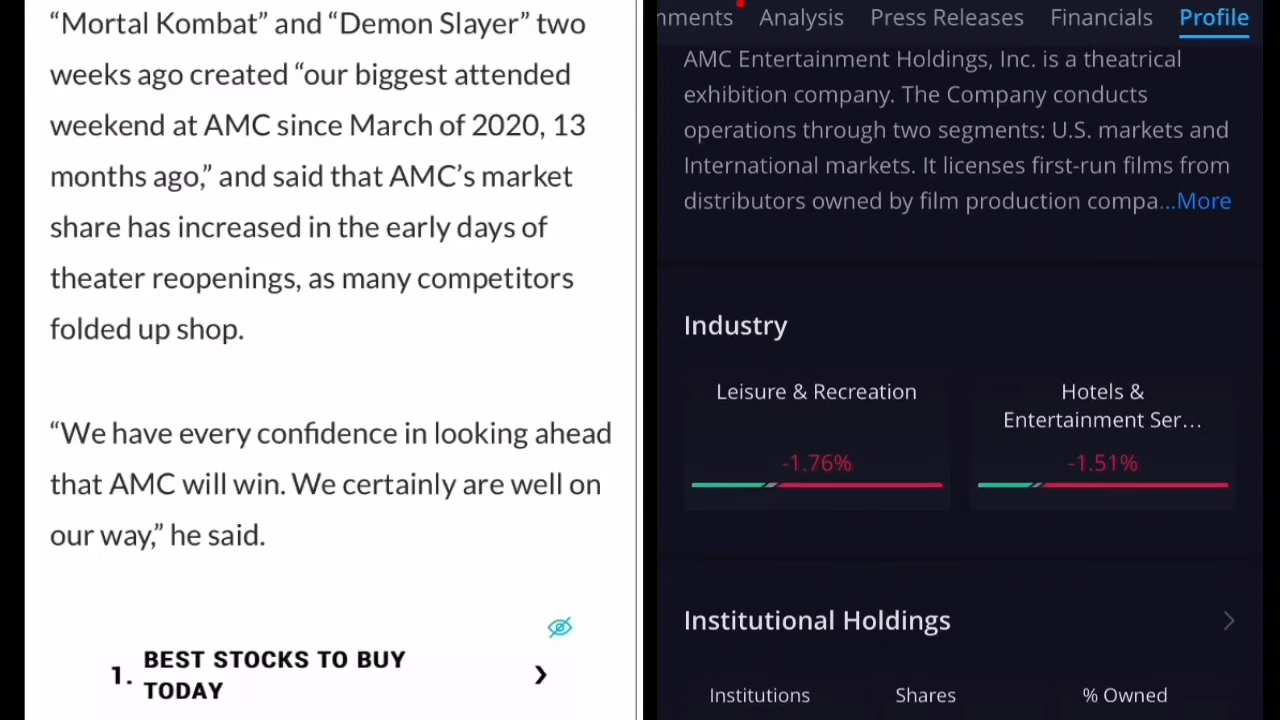 “Mortal Kombat” and “Demon Slayer” two
weeks ago created “our biggest attended
weekend at AMC since March of 2020, 13
months ago,” and said that AMC’s market
share has increased in the early days of
theater reopenings, as many competitors
folded up shop.
“We have every confidence in looking ahead
that AMC will win. We certainly are well on
our way,” he said.
1. BEST STOCKS TO BUY
TODAY
nments Analysis Press Releases Financials Profile
AMC Entertainment Holdings, Inc. is a theatrical
exhibition company. The Company conducts
operations through two segments: U.S. markets and
International markets. It licenses first-run films from
distributors owned by film production compa...More
Industry
Leisure & Recreation
-1.76%
Hotels &
Entertainment Ser...
-1.51%
Institutional Holdings
Institutions Shares % Owned